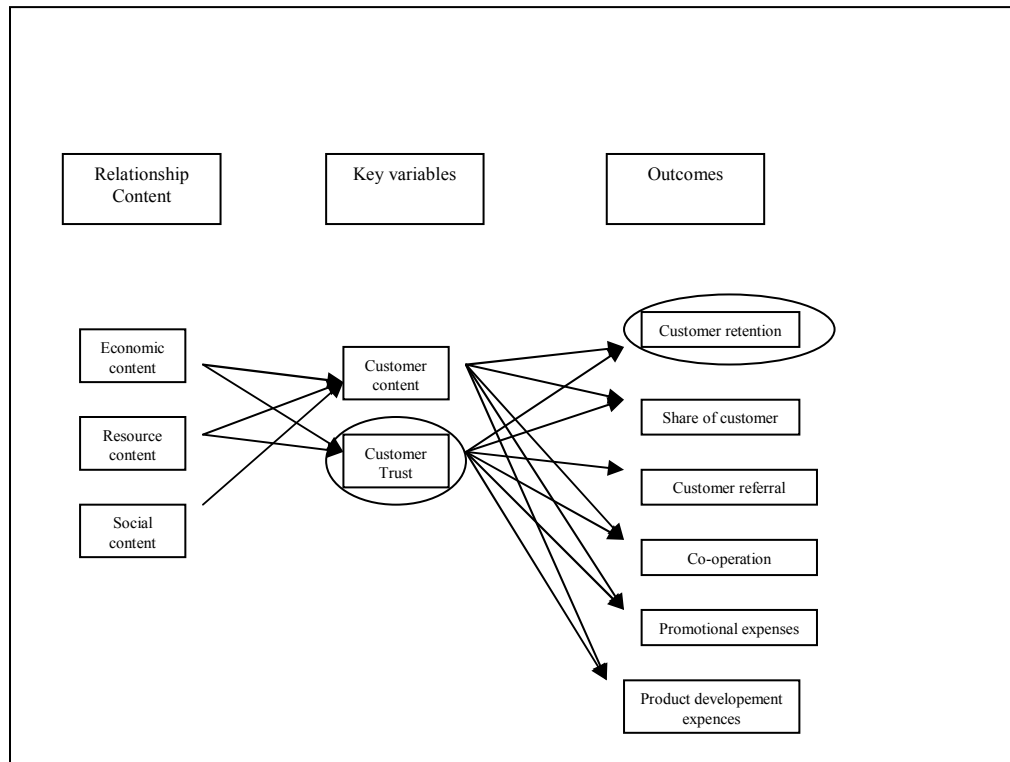 Relationship
Content
Key variables
Outcomes
Economic
content
Resource
content
Social
content
Customer
content
Customer
Trust
Customer retention
Share of customer
Customer referral
Co-operation
Promotional expenses
Product developement
expences